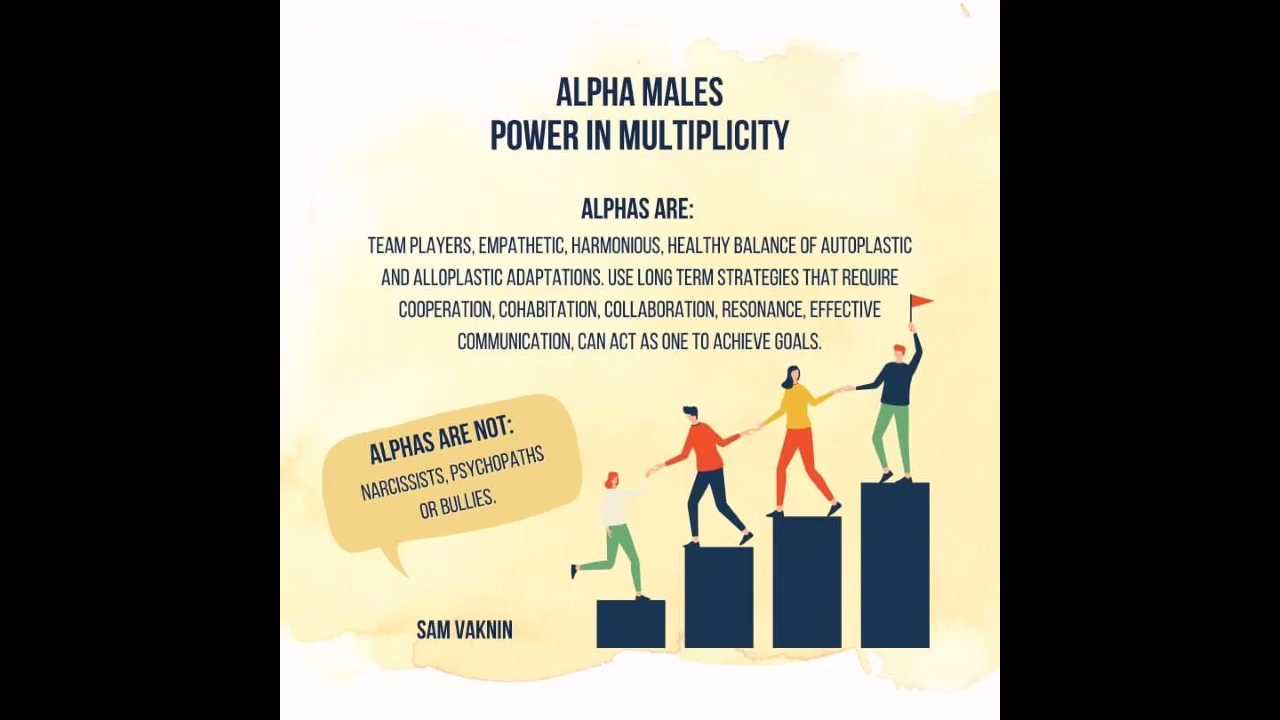 ALPHA MALES
POWER IN MULTIPLICITY
ALPHAS ARE:
TEAM PLAYERS, EMPATHETIC, HARMONIOUS, HEALTHY BALANCE OF AUTOPLASTIC
AND ALLOPLASTIC ADAPTATIONS. USE LONG TERM STRATEGIES THAT REQUIRE
COOPERATION, COHABITATION, COLLABORATION, RESONANCE, EFFECTIVE
COMMUNICATION, CAN ACT AS ONE TO ACHIEVE GOALS.
ALPHAS ARE NOT:
NARCISSISTS, PSYCHOPATHS
OR BULLIES.
SAM VAKNIN